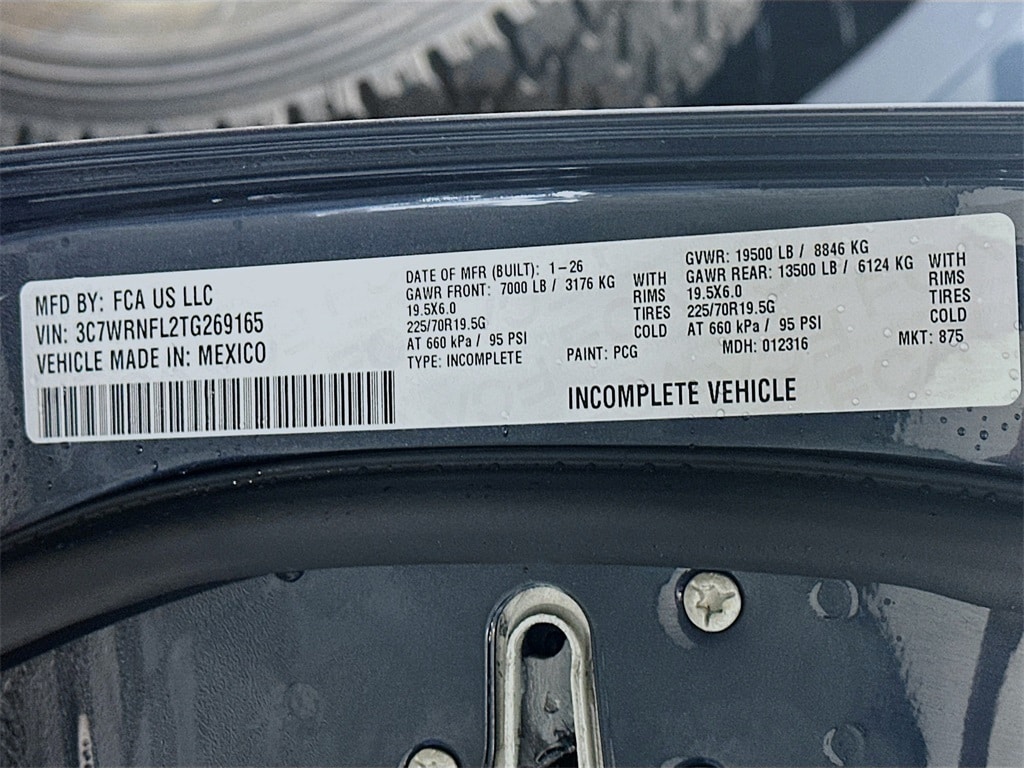 MFD BY: FCA US LLC
VIN: 3C7WRNFL2TG269165
VEHICLE MADE IN: MEXICO
DATE OF MFR (BUILT): 1-26
GAWR FRONT: 7000 LB / 3176 KG WITH
19.5X6.0 RIMS
225/70R19.5G TIRES
AT 660 kPa / 95 PSI COLD
TYPE: INCOMPLETE PAINT: PCG
GVWR: 19500 LB / 8846 KG
GAWR REAR: 13500 LB / 6124 KG WITH
19.5X6.0 RIMS
225/70R19.5G TIRES
AT 660 kPa / 95 PSI COLD
MDH: 012316 MKT: 875
INCOMPLETE VEHICLE